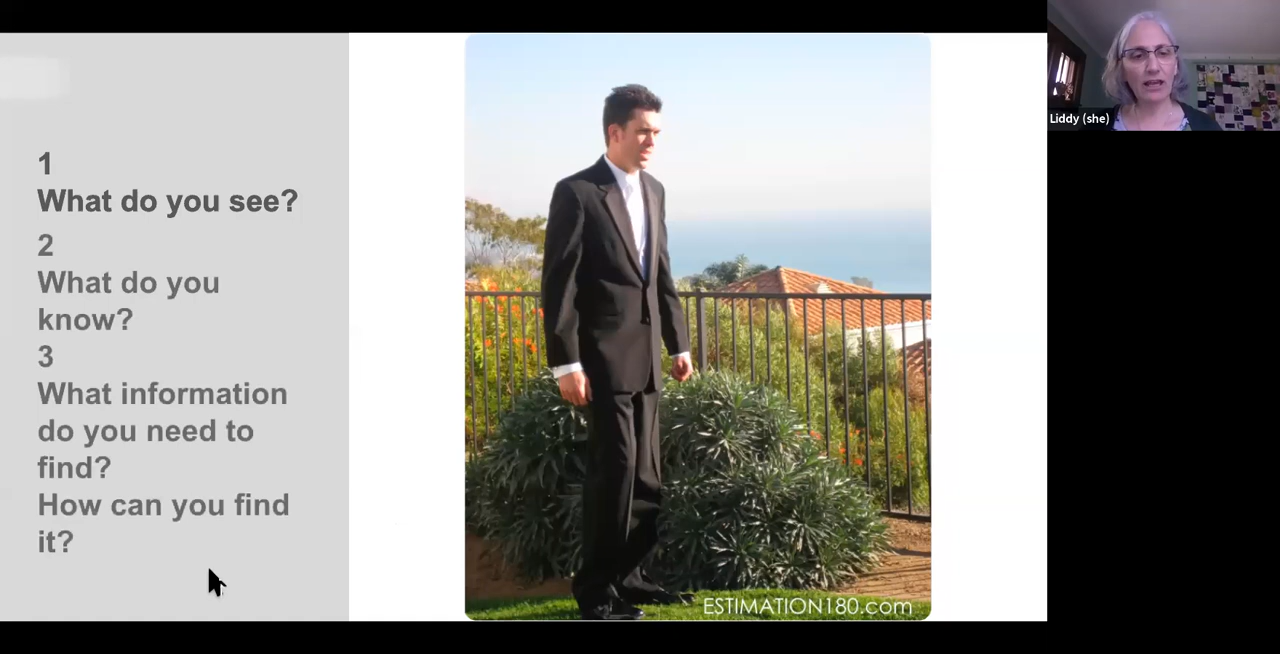 1
What do you see?
2
What do you
know?
3
What information
do you need to
find?
How can you find
it?
ESTIMATION180.com
Liddy (she)